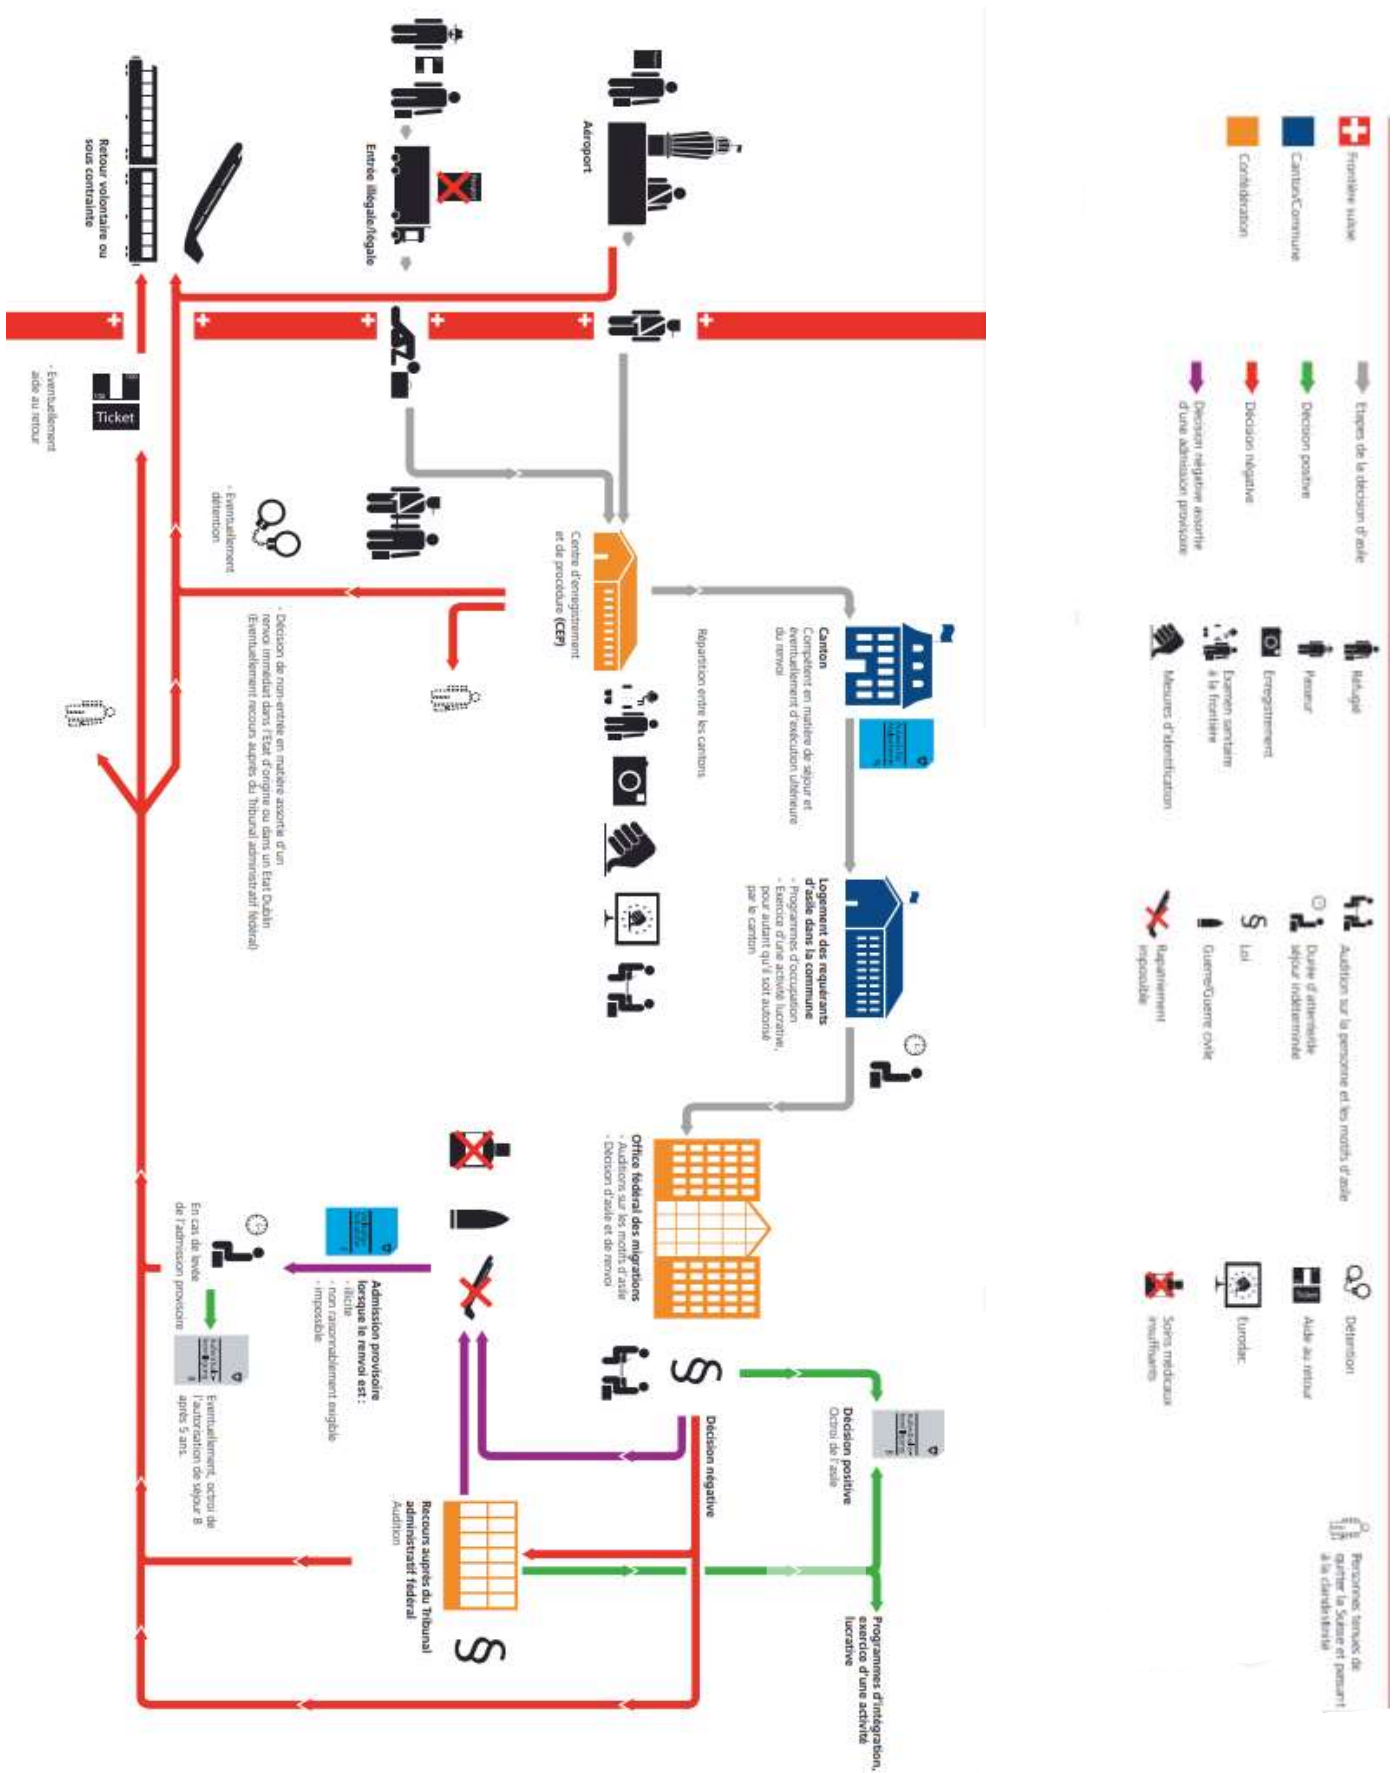 Frontière suisse
Canton/Commune
Confédération
Etapes de la décision d'asile
Décision positive
Décision négative
Décision négative assortie
d'une admission provisoire
Réfugié
Passeur
Enregistrement
Examen sanitaire
à la frontière
Mesures d'identification
Audition sur la personne et les motifs d'asile
Durée d'attente/de
séjour indéterminée
Loi
Guerre/Guerre civile
Rapatriement
impossible
Détention
Aide au retour
Eurodac
Soins médicaux
insuffisants
Personnes tenues de
quitter la Suisse et passant
à la clandestinité
Aéroport
Entrée illégale/légale
Retour volontaire ou
sous contrainte
Ticket
- Eventuellement
aide au retour
- Eventuellement
détention
Centre d'enregistrement
et de procédure (CEP)
- Décision de non-entrée en matière assortie d'un
renvoi immédiat dans l'Etat d'origine ou dans un Etat Dublin
(Eventuellement recours auprès du Tribunal administratif fédéral)
Répartition entre les cantons
Canton
Compétent en matière de séjour et
éventuellement d'exécution ultérieure
du renvoi
Logement des requérants
d'asile dans la commune
- Programmes d'occupation
- Exercice d'une activité lucrative,
pour autant qu'il soit autorisé
par le canton
Office fédéral des migrations
- Auditions sur les motifs d'asile
- Décision d'asile et de renvoi
Admission provisoire
lorsque le renvoi est :
- illicite
- non raisonnablement exigible
- impossible
En cas de levée
de l'admission provisoire
Eventuellement, octroi de
l'autorisation de séjour B
après 5 ans.
Décision positive
Octroi de l'asile
Décision négative
Recours auprès du Tribunal
administratif fédéral
Audition
Programmes d'intégration,
exercice d'une activité
lucrative